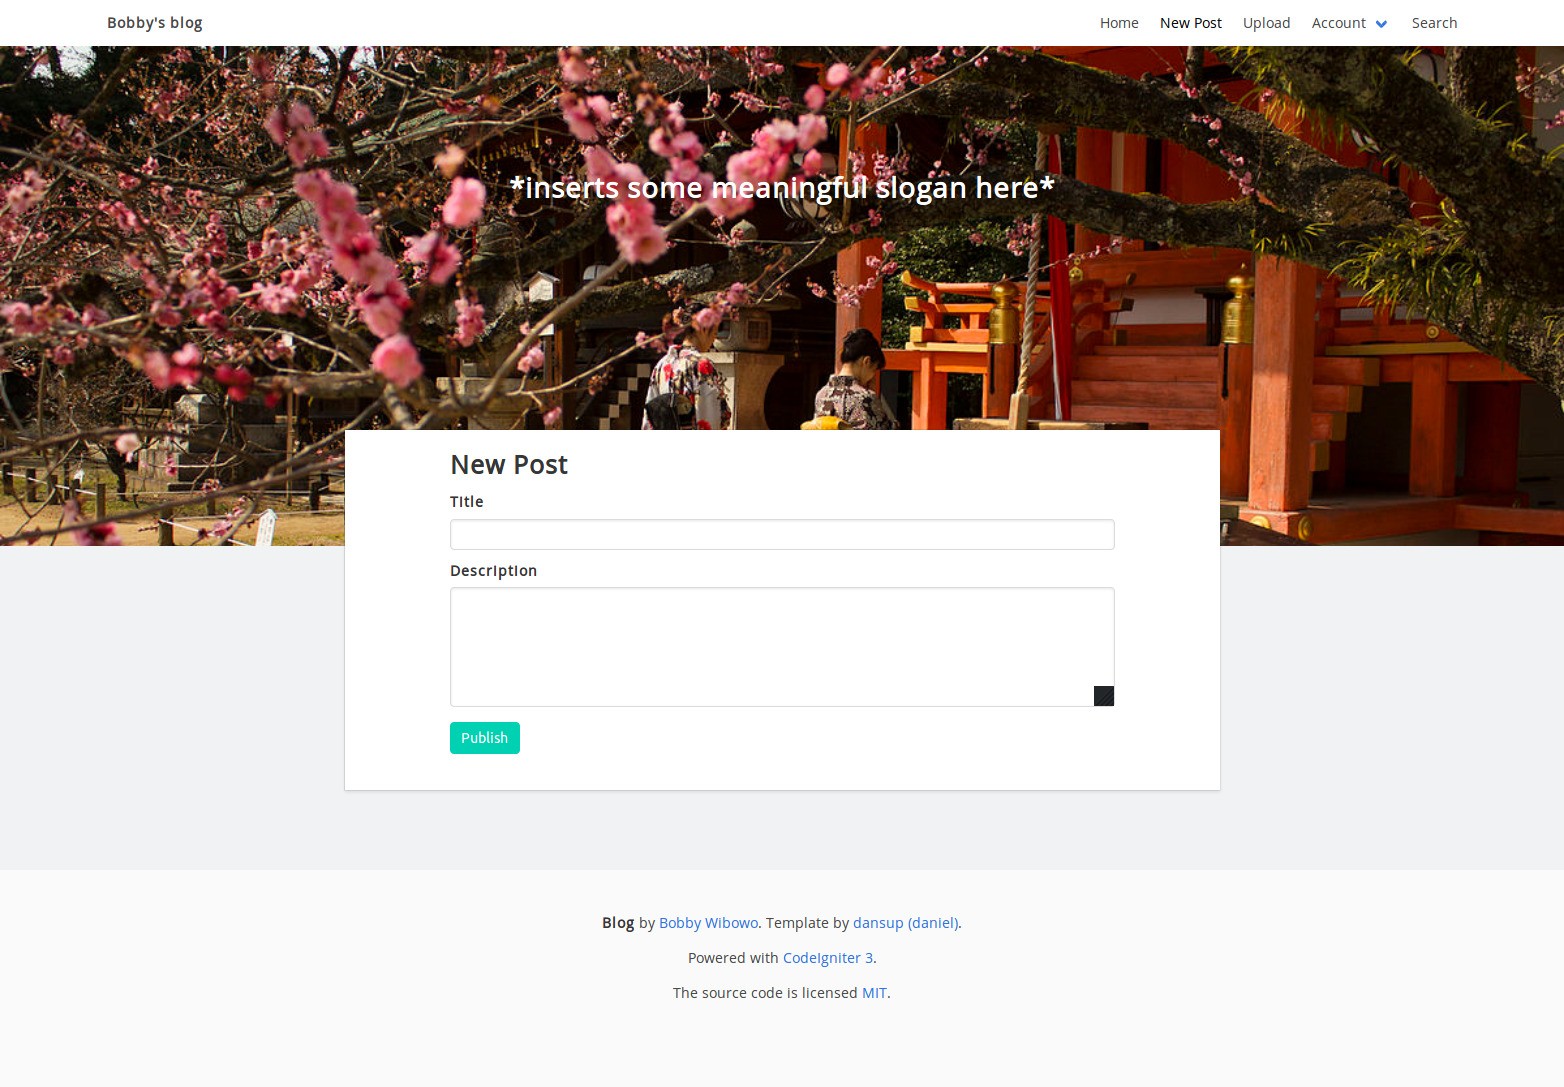 Bobby's blog
Home New Post Upload Account Search
*inserts some meaningful slogan here*
New Post
Title
Description
Publish
Blog by Bobby Wibowo. Template by dansup (daniel).
Powered with CodeIgniter 3.
The source code is licensed MIT.